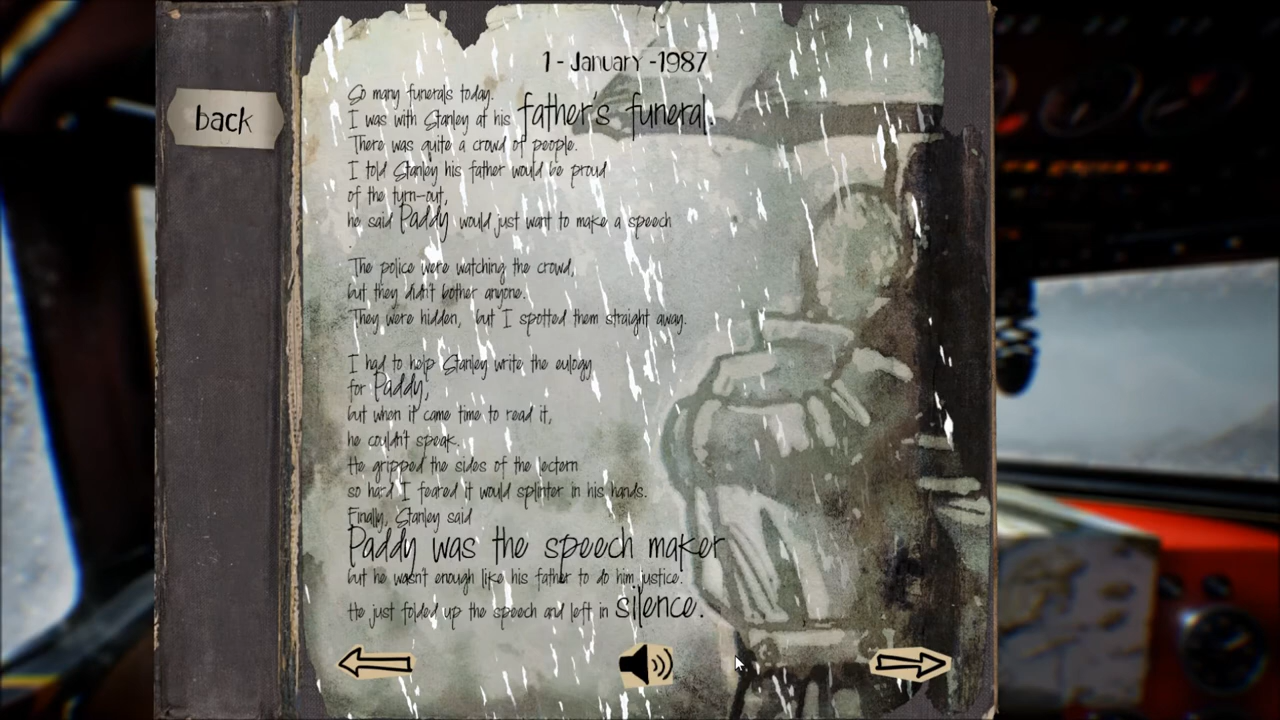 1 - January -1987
back
So many funerals today.
I was with Stanley at his father's funeral.
There was quite a crowd of people.
I told Stanley his father would be proud
of the turn-out,
he said Paddy would just want to make a speech
.
The police were watching the crowd,
but they didn't bother anyone.
They were hidden, but I spotted them straight away.
I had to help Stanley write the eulogy
for Paddy,
but when it came time to read it,
he couldn't speak.
He gripped the sides of the lectern
so hard I feared it would splinter in his hands.
Finally, Stanley said
Paddy was the speech maker
but he wasn't enough like his father to do him justice.
He just folded up the speech and left in silence.